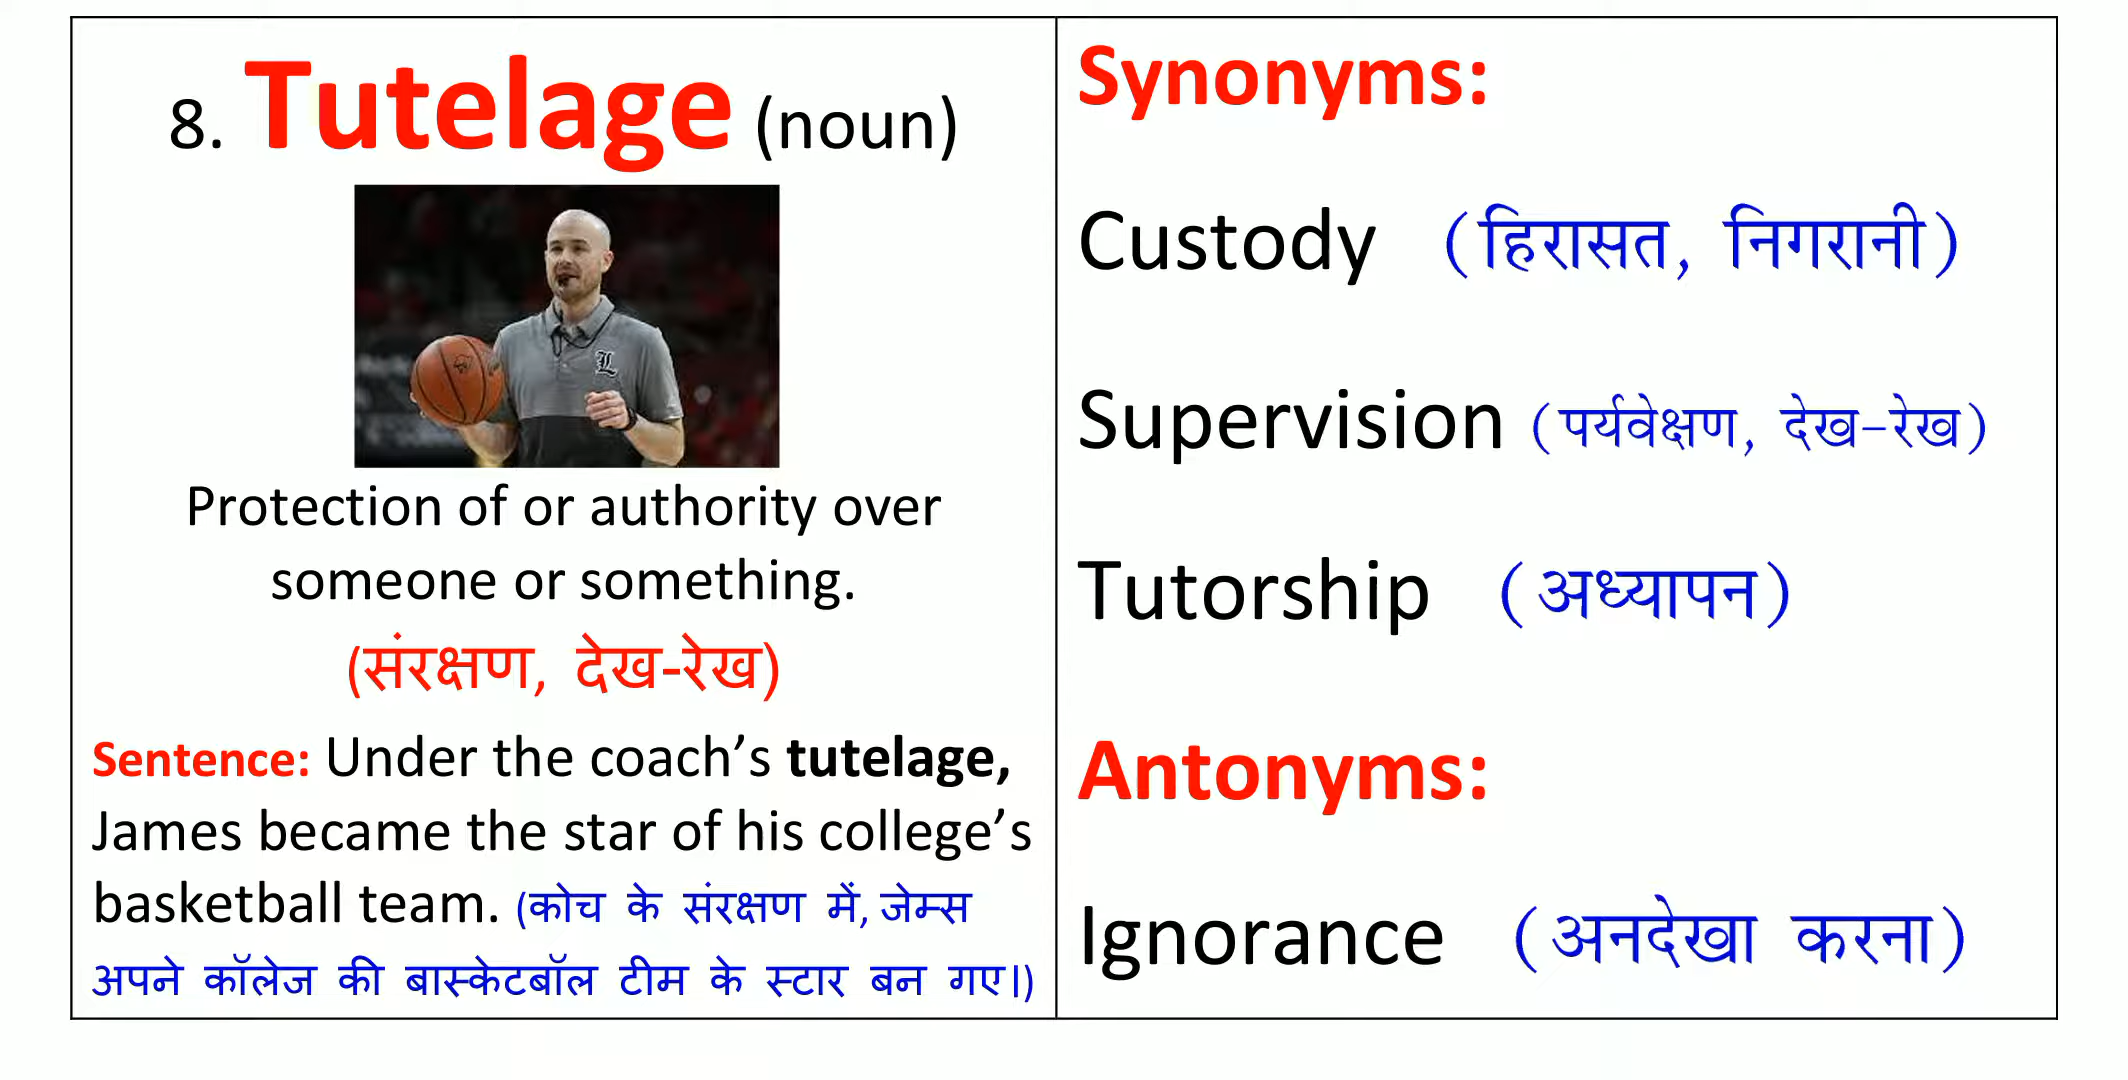 8. Tutelage (noun)
Protection of or authority over
someone or something.
(संरक्षण, देख-रेख)
Sentence: Under the coach’s tutelage,
James became the star of his college’s
basketball team. (कोच के संरक्षण में, जेम्स
अपने कॉलेज की बास्केटबॉल टीम के स्टार बन गए।)
Synonyms:
Custody (हिरासत, निगरानी)
Supervision (पर्यवेक्षण, देख-रेख)
Tutorship (अध्यापन)
Antonyms:
Ignorance (अनदेखा करना)
L